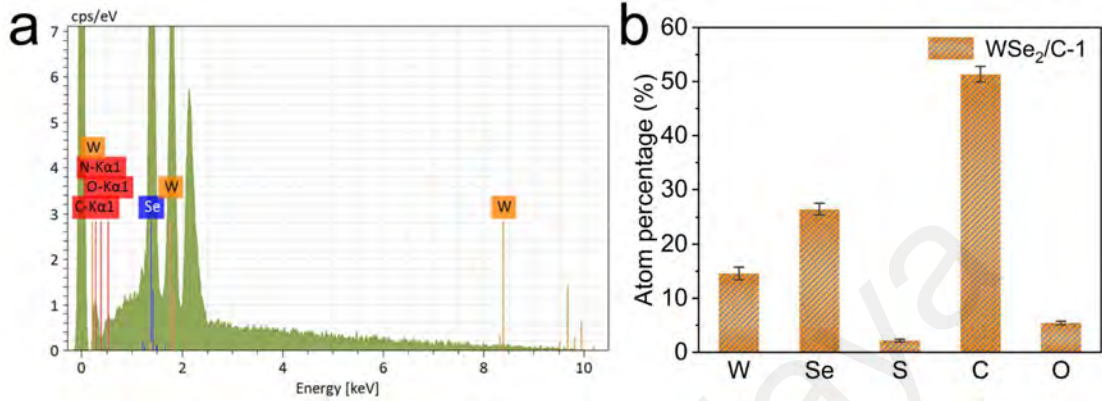 a
cps/eV
7
6
5
4
3
2
1
0
W
N-Kα1
O-Kα1
C-Kα1
Se
W
W
0 2 4 6 8 10
Energy [keV]
b
60
50
40
30
20
10
0
Atom percentage (%)
WSe₂/C-1
W Se S C O